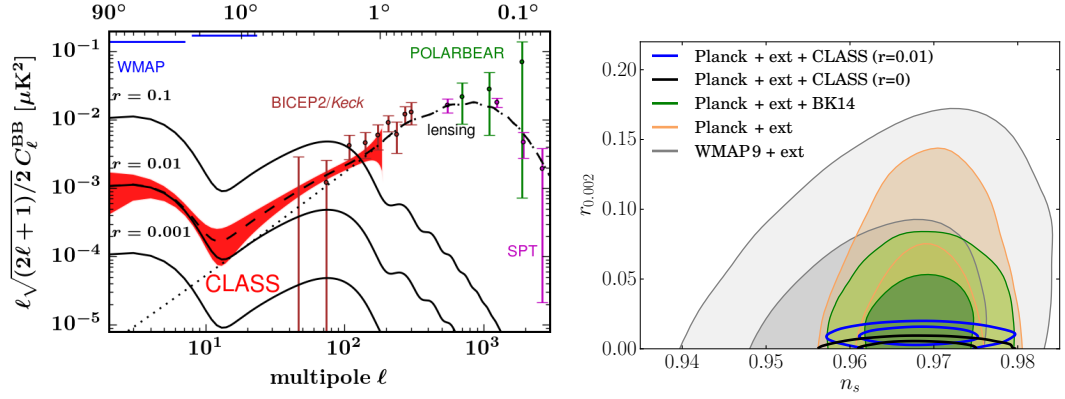 90° 10° 1° 0.1°
ℓ√(2ℓ + 1)/2 C_ℓ^BB [μK²]
10⁻¹
10⁻²
10⁻³
10⁻⁴
10⁻⁵
WMAP
POLARBEAR
r = 0.1
BICEP2/Keck
lensing
r = 0.01
r = 0.001
SPT
CLASS
10¹ 10² 10³
multipole ℓ
r₀.₀₀₂
0.20
0.15
0.10
0.05
0.00
Planck + ext + CLASS (r=0.01)
Planck + ext + CLASS (r=0)
Planck + ext + BK14
Planck + ext
WMAP9 + ext
0.94 0.95 0.96 0.97 0.98
n_s